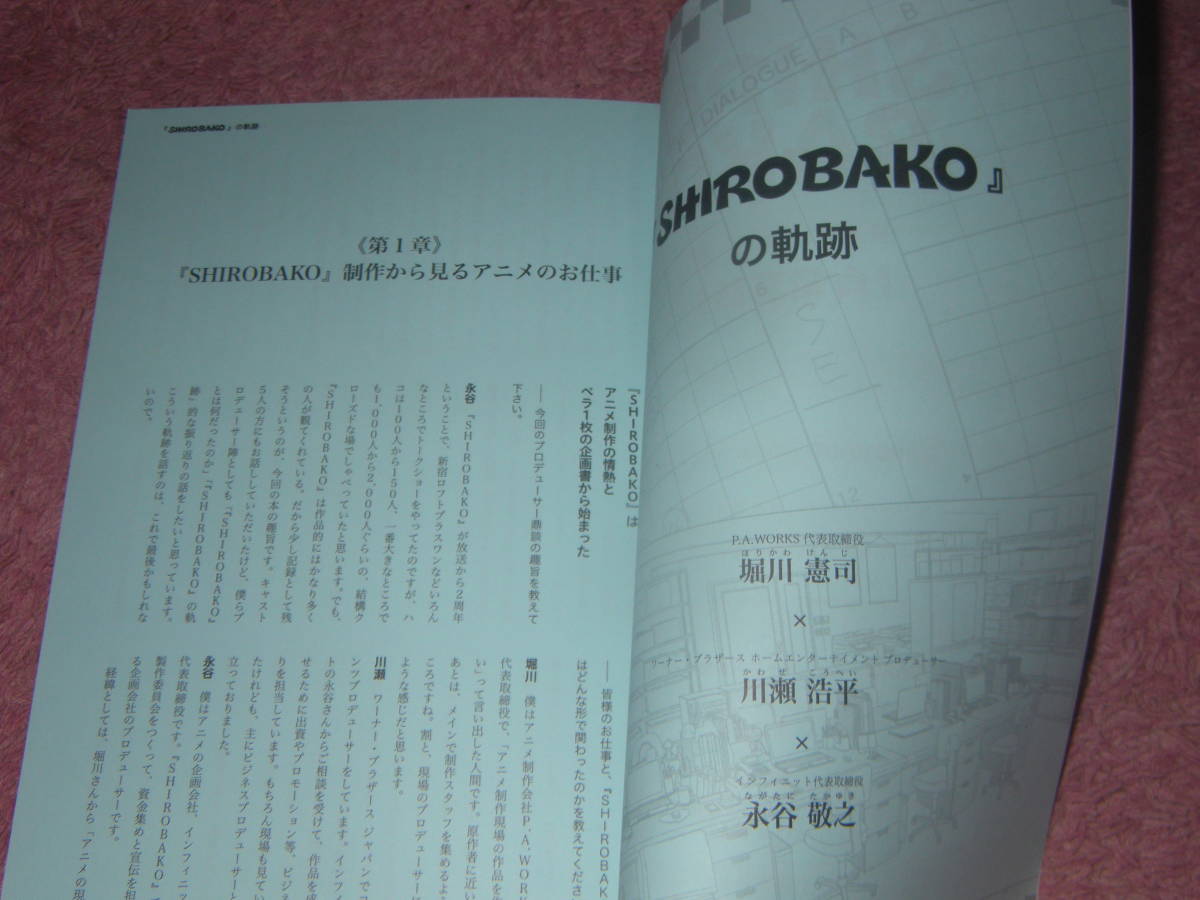 DIALOGUE
A
B
6
SE
12
SHIROBAKO』
の軌跡
P.A.WORKS 代表取締役
ほりかわ けんじ
堀川 憲司
×
ワーナー・ブラザース ホームエンターテイメント プロデューサー
かわせ こうへい
川瀬 浩平
×
インフィニット代表取締役
ながたに たかゆき
永谷 敬之
『SHIROBAKO』の軌跡
《第1章》
『SHIROBAKO』制作から見るアニメのお仕事
『SHIROBAKO』は
アニメ制作の情熱と
ペラ1枚の企画書から始まった
―― 今回のプロデューサー鼎談の趣旨を教えて
下さい。
永谷 『SHIROBAKO』が放送から2周年
ということで、新宿ロフトプラスワンなどいろん
なところでトークショーをやってたのですが、ハ
コは100人から150人、一番大きなところで
も1,000人から2,000人ぐらいの、結構ク
ローズドな場でしゃべっていたと思います。でも、
『SHIROBAKO』は作品的にはかなり多く
の人が観てくれている。だから少し記録として残
そうというのが、今回の本の趣旨です。キャスト
5人の方にもお話ししていただいたけど、僕らプ
ロデューサー陣としても「『SHIROBAKO』
とは何だったのか」「『SHIROBAKO』の軌
跡」的な振り返りの話をしたいと思っています。
こういう軌跡を話すのは、これで最後かもしれな
いので。
―― 皆様のお仕事と、『SHIROBAK
はどんな形で関わったのかを教えてくださ
堀川 僕はアニメ制作会社P.A.WORK
代表取締役で、「アニメ制作現場の作品を
い」って言い出した人間です。原作者に近い
あとは、メインで制作スタッフを集めるよ
ころですね。割と、現場のプロデューサー
ような感じだと思います。
川瀬 ワーナー・ブラザース ジャパンでコ
ンツプロデューサーをしています。インフィ
トの永谷さんからご相談を受けて、作品を成
せるために出資やプロモーション等、ビジネ
りを担当しています。もちろん現場も見てい
たけれども、主にビジネスプロデューサーと
立っておりました。
永谷 僕はアニメの企画会社、インフィニッ
代表取締役です。『SHIROBAKO』で
製作委員会をつくって、資金集めと宣伝を担
る企画会社のプロデューサーです。
経緯としては、堀川さんから「アニメの現